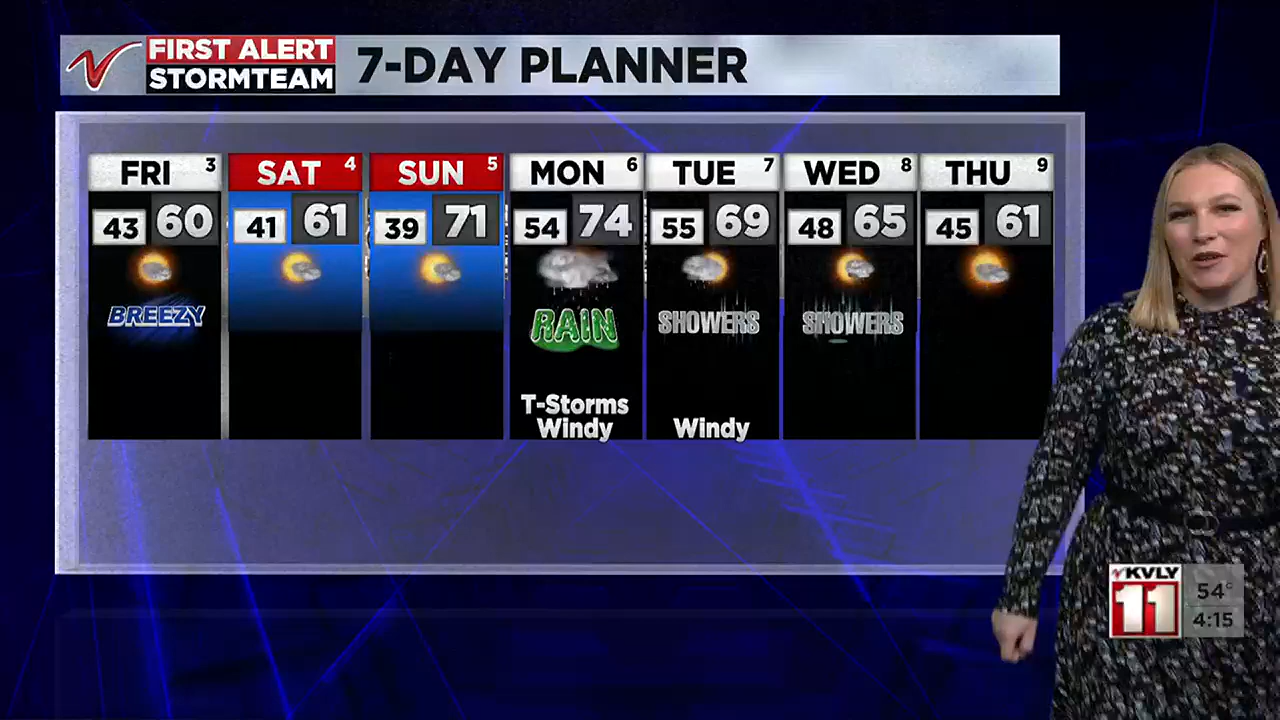 FIRST ALERT
STORMTEAM
7-DAY PLANNER
FRI 3
SAT 4
SUN 5
MON 6
TUE 7
WED 8
THU 9
43 60
41 61
39 71
54 74
55 69
48 65
45 61
BREEZY
RAIN
SHOWERS
SHOWERS
T-Storms
Windy
Windy
KVLY
11
54°
4:15